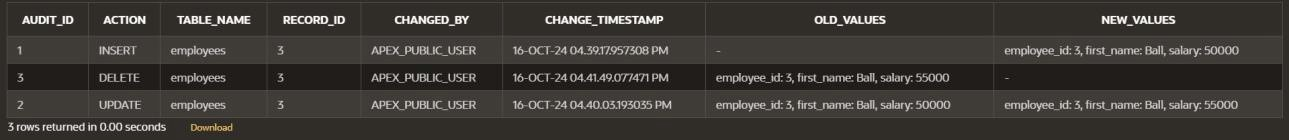 AUDIT_ID ACTION TABLE_NAME RECORD_ID CHANGED_BY CHANGE_TIMESTAMP OLD_VALUES NEW_VALUES
1 INSERT employees 3 APEX_PUBLIC_USER 16-OCT-24 04.39.17.957308 PM - employee_id: 3, first_name: Ball, salary: 50000
3 DELETE employees 3 APEX_PUBLIC_USER 16-OCT-24 04.41.49.077471 PM employee_id: 3, first_name: Ball, salary: 55000 -
2 UPDATE employees 3 APEX_PUBLIC_USER 16-OCT-24 04.40.03.193035 PM employee_id: 3, first_name: Ball, salary: 50000 employee_id: 3, first_name: Ball, salary: 55000
3 rows returned in 0.00 seconds Download